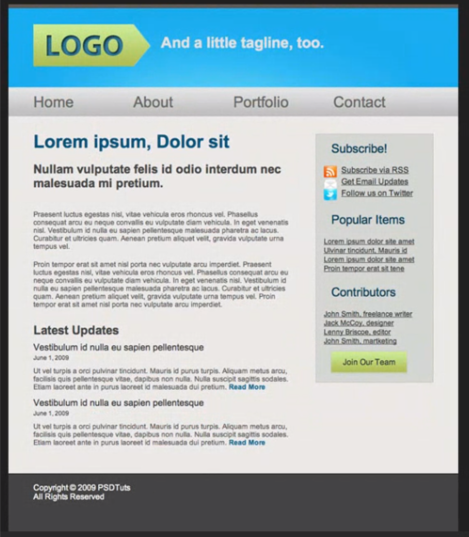 LOGO
And a little tagline, too.
Home About Portfolio Contact
Lorem ipsum, Dolor sit
Nullam vulputate felis id odio interdum nec
malesuada mi pretium.
Praesent luctus egestas nisl, vitae vehicula eros rhoncus vel. Phasellus
consequat arcu eu neque convallis eu vulputate diam vehicula. In eget venenatis
nisl. Vestibulum id nulla eu sapien pellentesque malesuada pharetra ac lacus.
Curabitur et ultricies quam. Aenean pretium aliquet velit, gravida vulputate urna
tempus vel.
Proin tempor erat sit amet nisl porta nec vulputate arcu imperdiet. Praesent
luctus egestas nisl, vitae vehicula eros rhoncus vel. Phasellus consequat arcu eu
neque convallis eu vulputate diam vehicula. In eget venenatis nisl. Vestibulum id
nulla eu sapien pellentesque malesuada pharetra ac lacus. Curabitur et ultricies
quam. Aenean pretium aliquet velit, gravida vulputate urna tempus vel. Proin
tempor erat sit amet nisl porta nec vulputate arcu imperdiet.
Latest Updates
Vestibulum id nulla eu sapien pellentesque
June 1, 2009
Ut vel turpis a orci pulvinar tincidunt. Mauris id purus turpis. Aliquam metus arcu,
facilisis quis pellentesque vitae, dapibus non nulla. Nulla suscipit sagittis sodales.
Etiam laoreet ante in puern laoreet id malesuada dui pretium. Read More
Vestibulum id nulla eu sapien pellentesque
June 1, 2009
Ut vel turpis a orci pulvinar tincidunt. Mauris id purus turpis. Aliquam metus arcu,
facilisis quis pellentesque vitae, dapibus non nulla. Nulla suscipit sagittis sodales.
Etiam laoreet ante in puern laoreet id malesuada dui pretium. Read More
Subscribe!
Subscribe via RSS
Get Email Updates
Follow us on Twitter
Popular Items
Lorem ipsum dolor site amet
Ulvinar tincidunt. Mauris id
Lorem ipsum dolor site amet
Proin tempor erat sit tene
Contributors
John Smith, freelance writer
Jack McCoy, designer
Lenny Briscoe, editor
John Smith, martketing
Join Our Team
Copyright © 2009 PSDTuts
All Rights Reserved